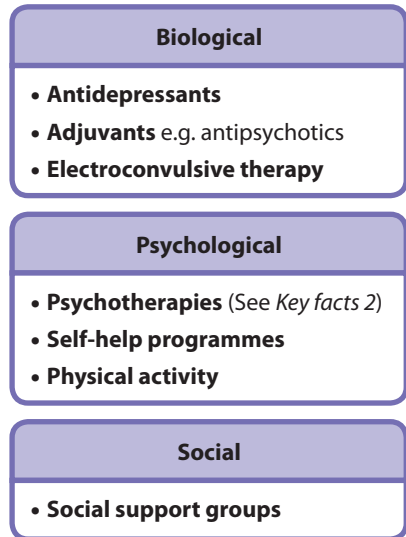 Biological
• Antidepressants
• Adjuvants e.g. antipsychotics
• Electroconvulsive therapy
Psychological
• Psychotherapies (See Key facts 2)
• Self-help programmes
• Physical activity
Social
• Social support groups